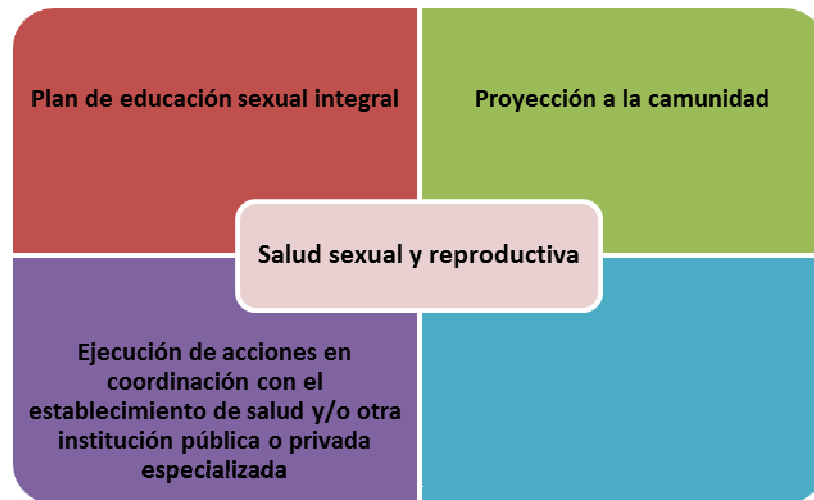 Plan de educación sexual integral
Proyección a la camunidad
Salud sexual y reproductiva
Ejecución de acciones en
coordinación con el
establecimiento de salud y/o otra
institución pública o privada
especializada